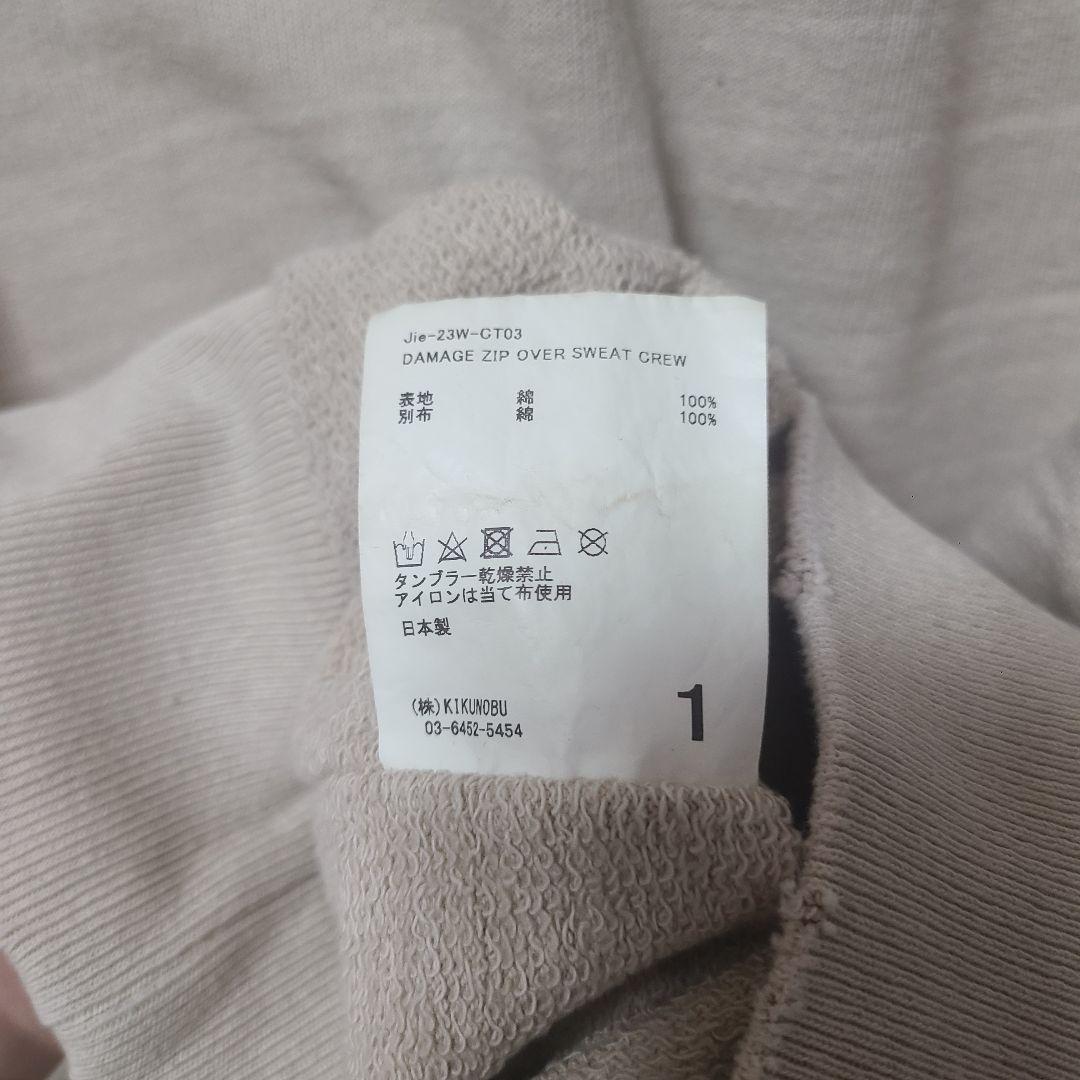 Jie-23W-CT03
DAMAGE ZIP OVER SWEAT CREW
表地 綿 100%
別布 綿 100%
タンブラー乾燥禁止
アイロンは当て布使用
日本製
(株)KIKUNOBU
03-6452-5454
1